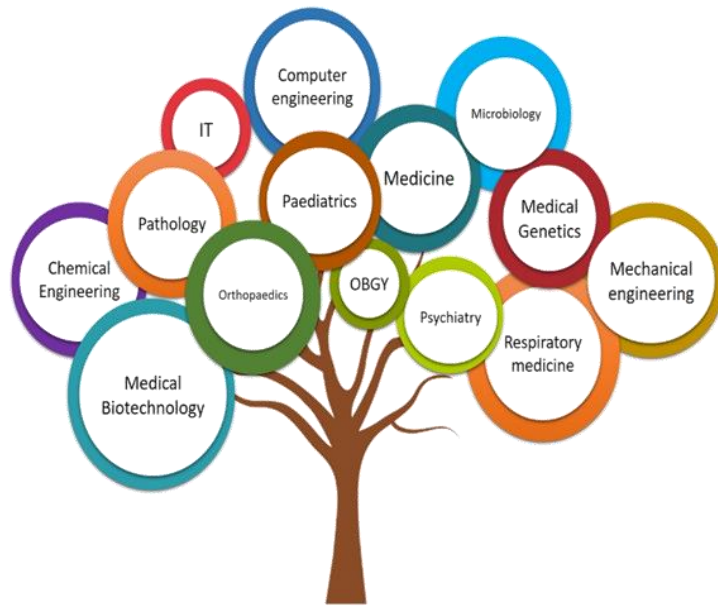 Computer
engineering
Microbiology
IT
Medicine
Paediatrics
Pathology
Medical
Genetics
Chemical
Engineering
Mechanical
engineering
Orthopaedics
OBGY
Psychiatry
Respiratory
medicine
Medical
Biotechnology